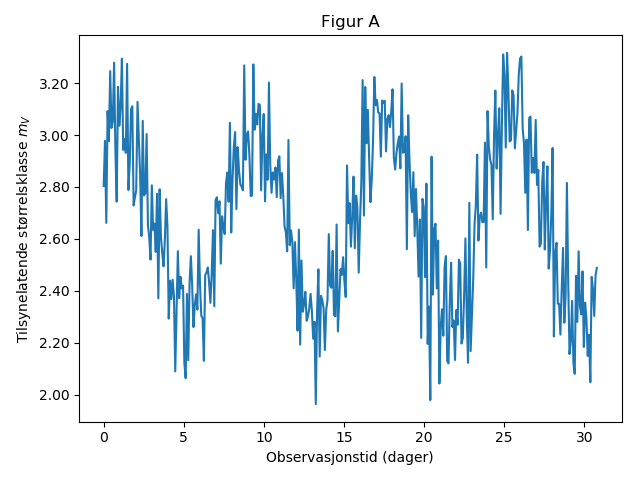 Figur A
Tilsynelatende størrelsklasse m_V
3.20
3.00
2.80
2.60
2.40
2.20
2.00
0 5 10 15 20 25 30
Observasjonstid (dager)